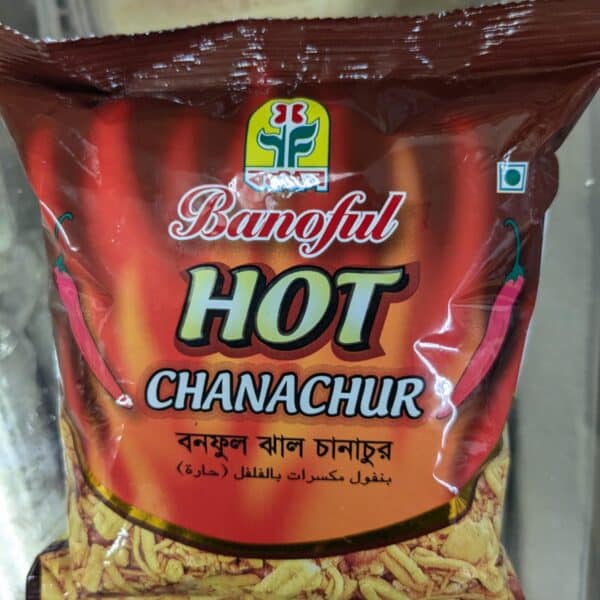 Banoful
HOT
CHANACHUR
বনফুল ঝাল চানাচুর
بنفول مكسرات بالفلفل (حارة)